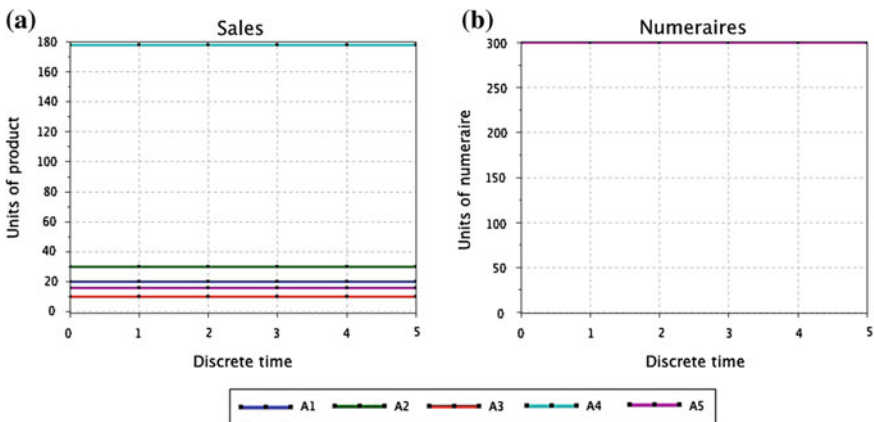 (a)
Sales
Units of product
180
160
140
120
100
80
60
40
20
0
0 1 2 3 4 5
Discrete time
(b)
Numeraires
Units of numeraire
300
250
200
150
100
50
0
0 1 2 3 4 5
Discrete time
A1 A2 A3 A4 A5